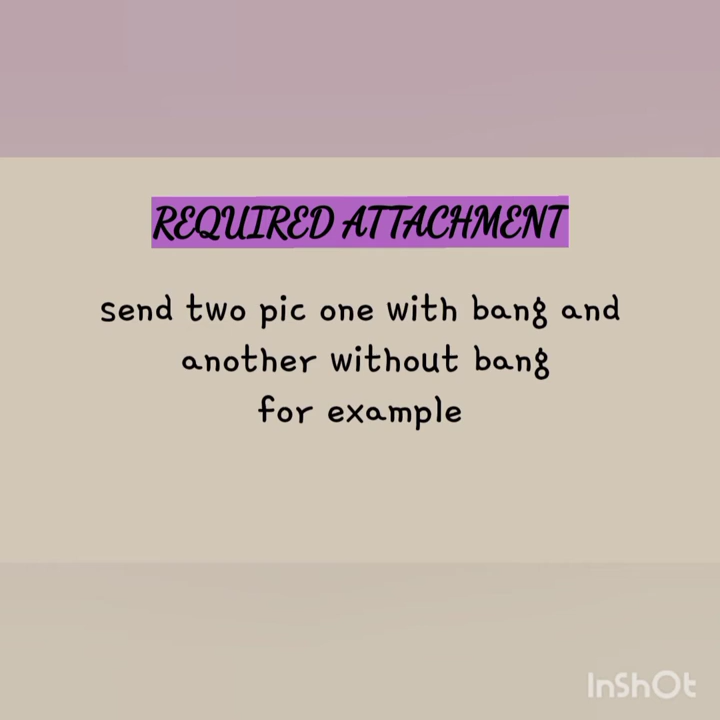 REQUIRED ATTACHMENT
send two pic one with bang and
another without bang
for example
InShOt